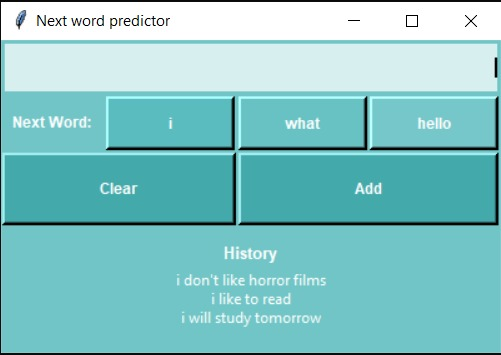 Next word predictor
Next Word: i what hello
Clear Add
History
i don't like horror films
i like to read
i will study tomorrow